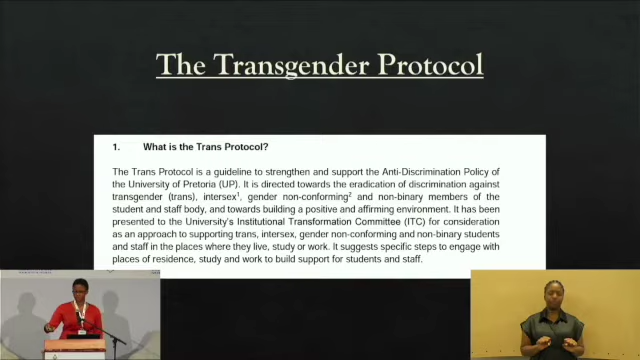 The Transgender Protocol
1. What is the Trans Protocol?
The Trans Protocol is a guideline to strengthen and support the Anti-Discrimination Policy of
the University of Pretoria (UP). It is directed towards the eradication of discrimination against
transgender (trans), intersex¹, gender non-conforming² and non-binary members of the
student and staff body, and towards building a positive and affirming environment. It has been
presented to the University's Institutional Transformation Committee (ITC) for consideration
as an approach to supporting trans, intersex, gender non-conforming and non-binary students
and staff in the places where they live, study or work. It suggests specific steps to engage with
places of residence, study and work to build support for students and staff.